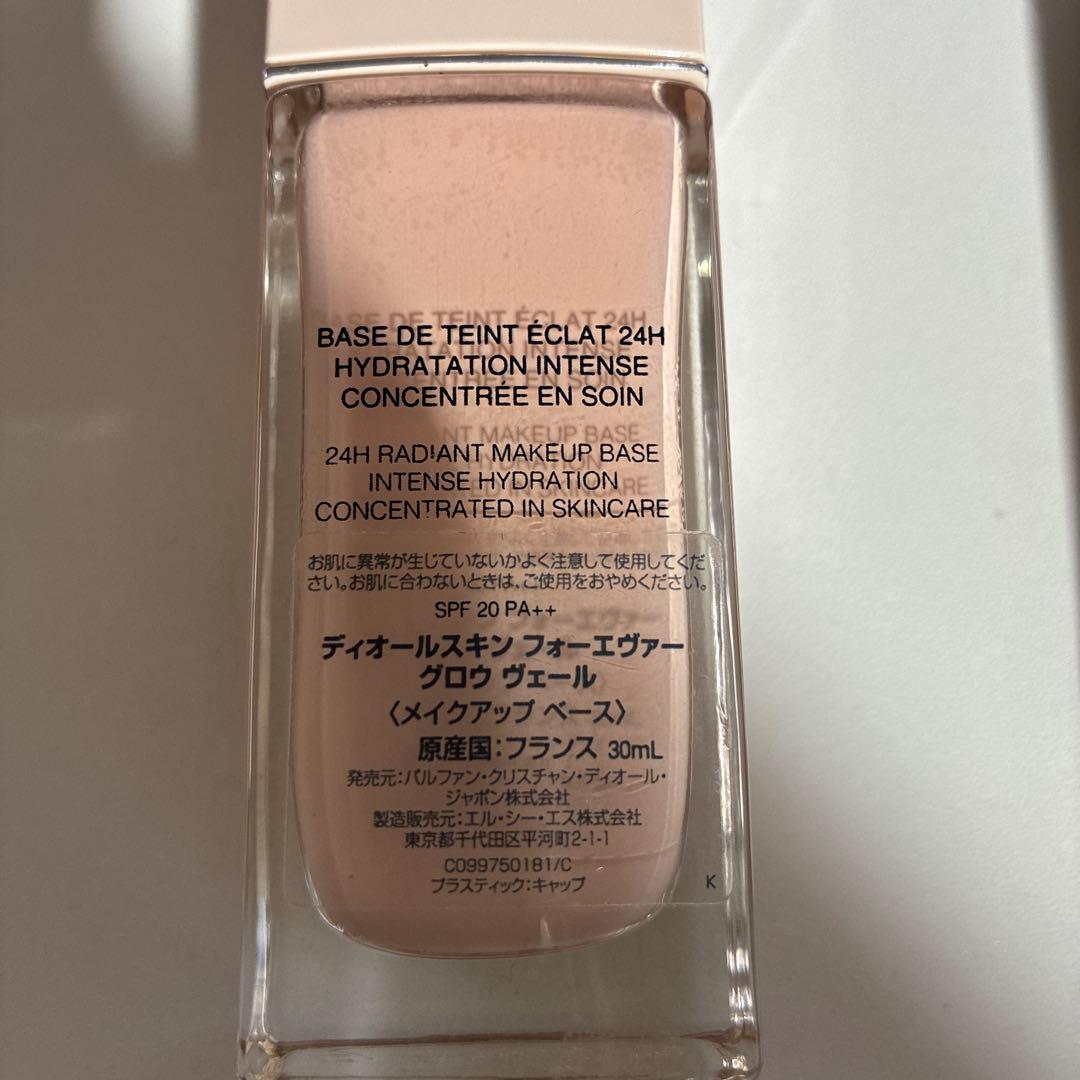 BASE DE TEINT ÉCLAT 24H
HYDRATATION INTENSE
CONCENTRÉE EN SOIN
24H RADIANT MAKEUP BASE
INTENSE HYDRATION
CONCENTRATED IN SKINCARE
お肌に異常が生じていないかよく注意して使用してくだ
さい。お肌に合わないときは、ご使用をおやめください。
SPF 20 PA++
ディオールスキン フォーエヴァー
グロウ ヴェール
〈メイクアップ ベース〉
原産国：フランス 30mL
発売元：パルファン・クリスチャン・ディオール・
ジャポン株式会社
製造販売元：エル・シー・エス株式会社
東京都千代田区平河町2-1-1
C099750181/C
プラスティック：キャップ
K